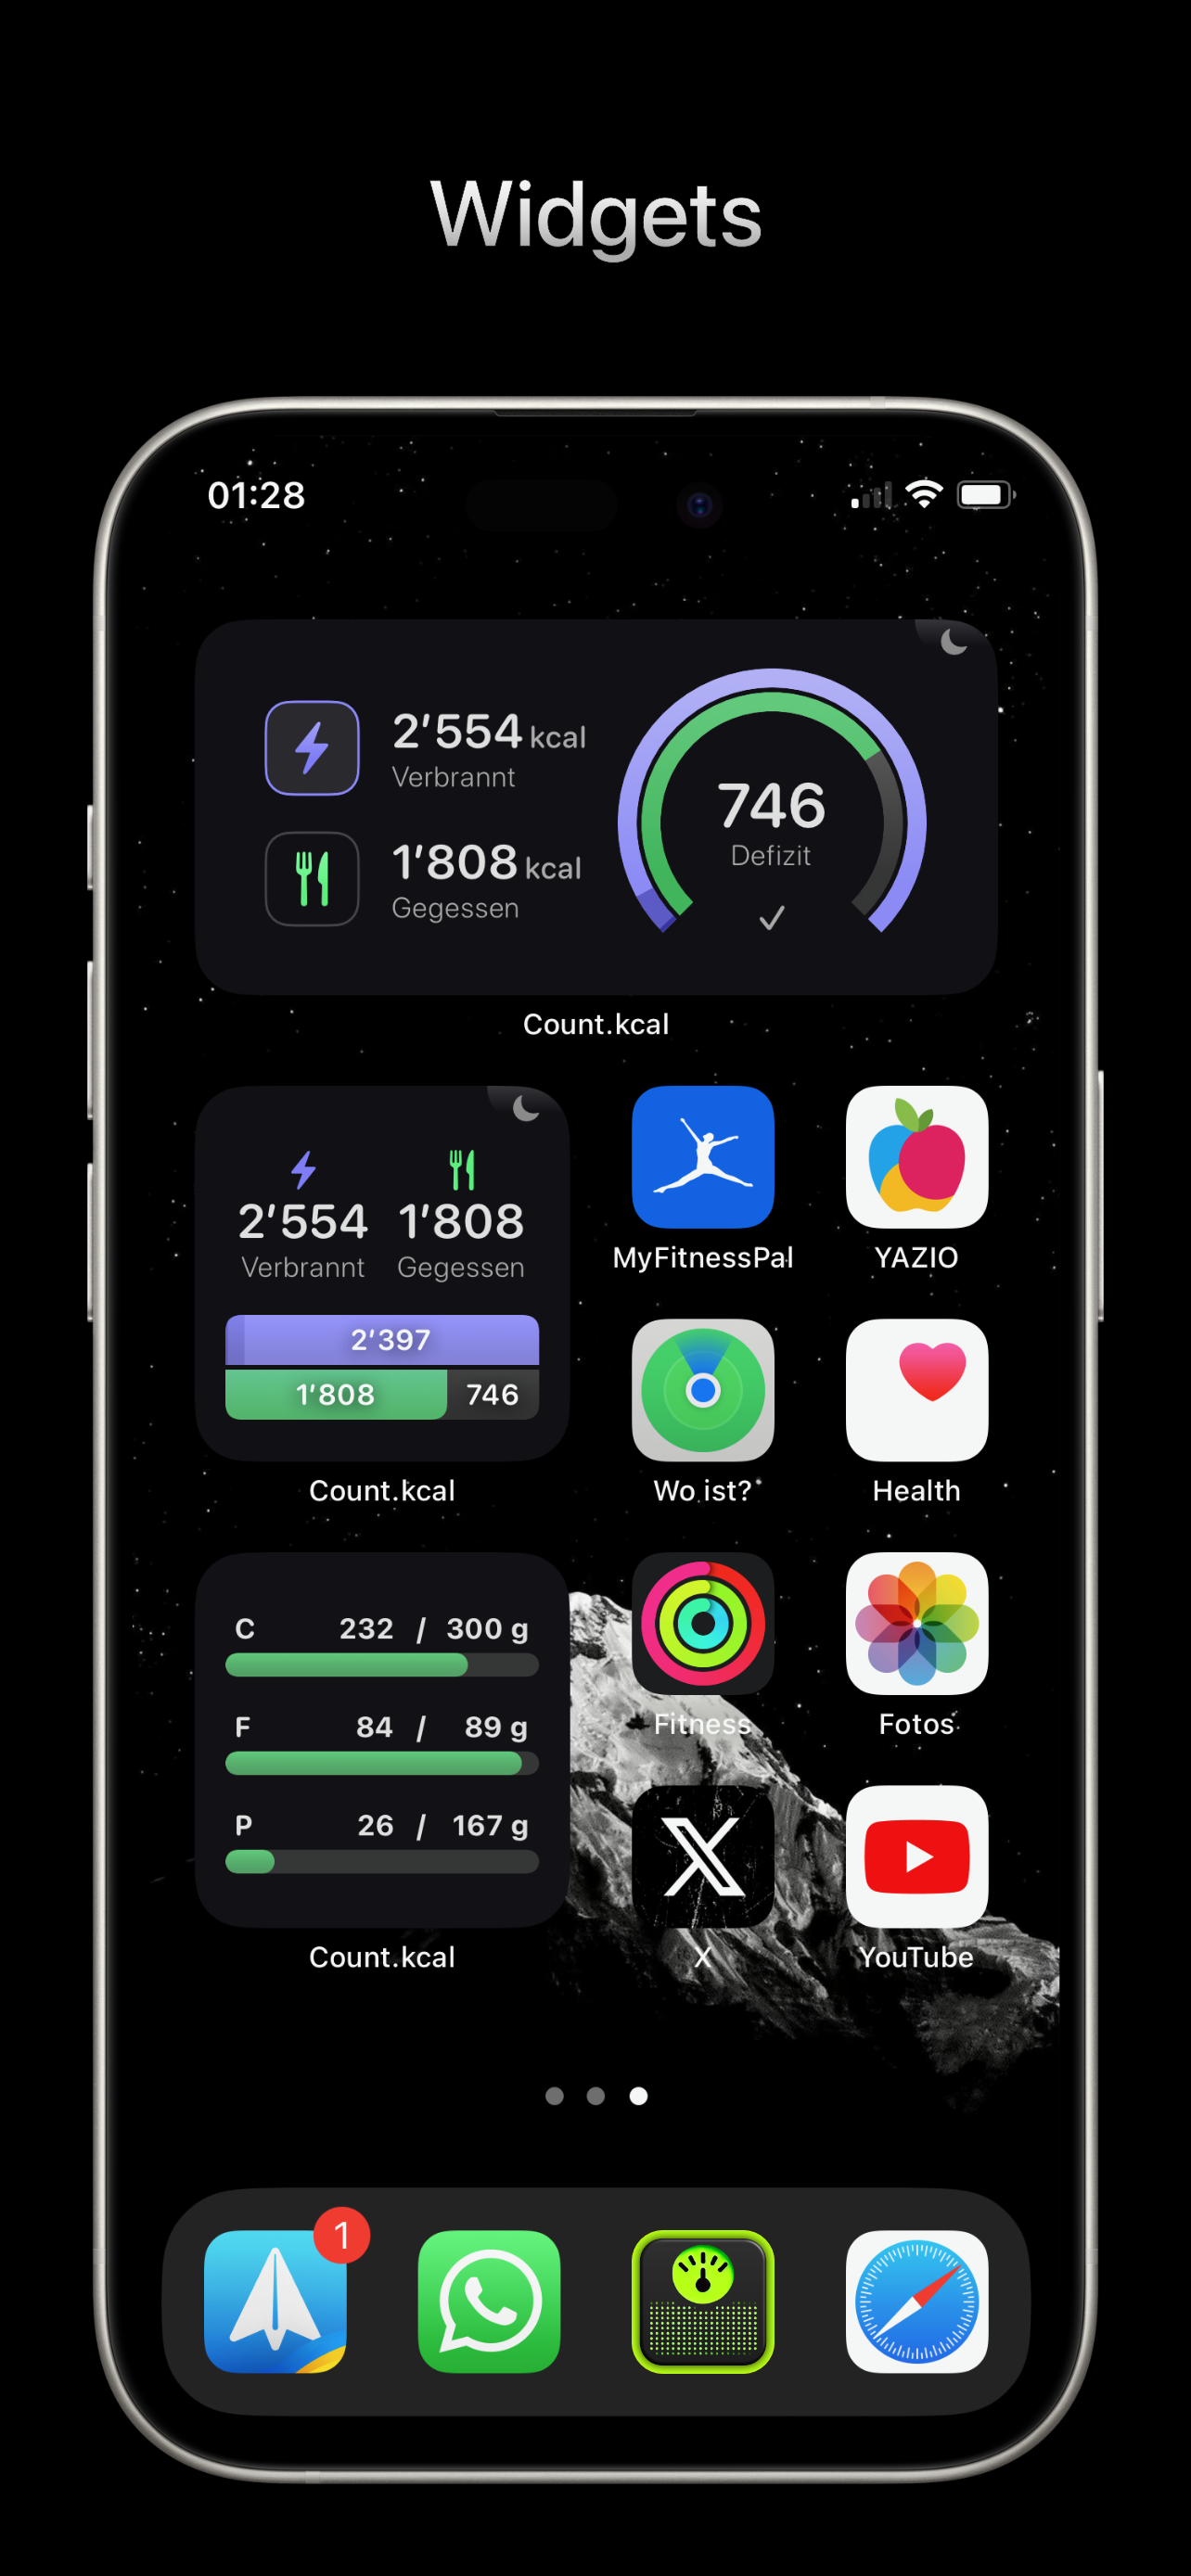 Widgets
01:28
2’554 kcal
Verbrannt
1’808 kcal
Gegessen
746
Defizit
Count.kcal
2’554 1’808
Verbrannt Gegessen
2’397
1’808 746
Count.kcal
MyFitnessPal YAZIO
Wo ist? Health
C 232 / 300 g
F 84 / 89 g
P 26 / 167 g
Count.kcal
Fitness Fotos
X YouTube
1